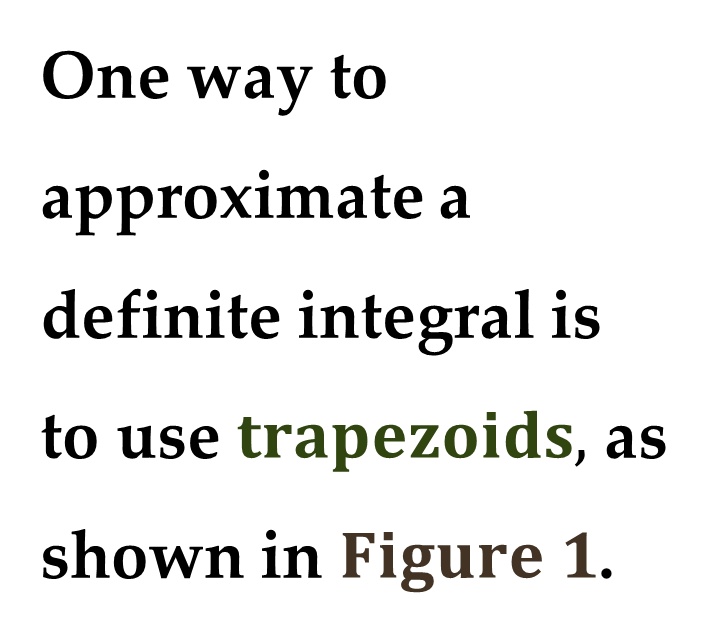 One way to
approximate a
definite integral is
to use trapezoids, as
shown in Figure 1.